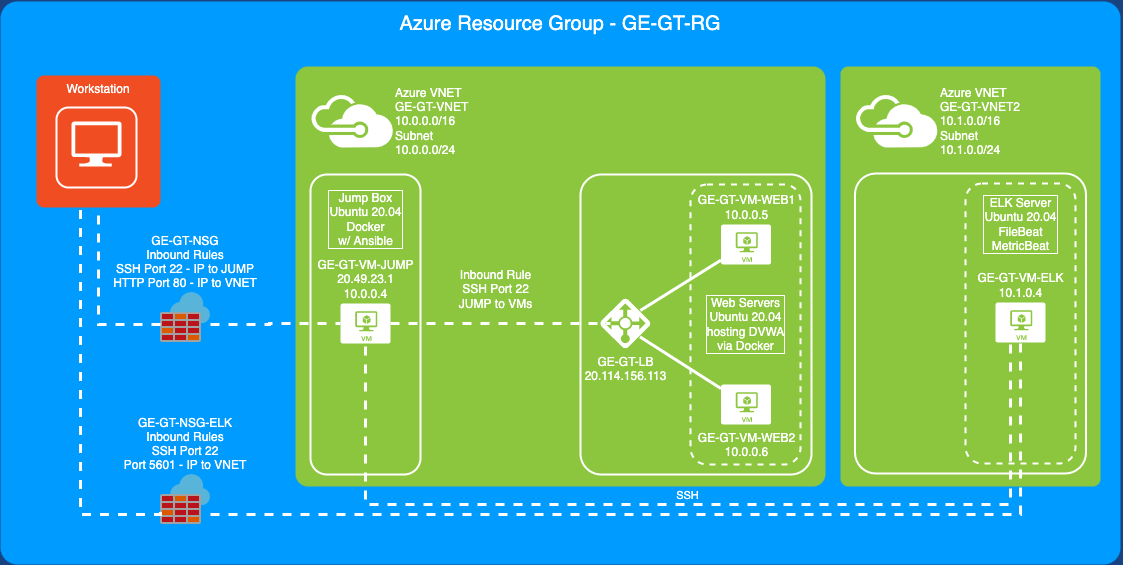 Azure Resource Group - GE-GT-RG
Workstation
GE-GT-NSG
Inbound Rules
SSH Port 22 - IP to JUMP
HTTP Port 80 - IP to VNET
GE-GT-NSG-ELK
Inbound Rules
SSH Port 22
Port 5601 - IP to VNET
Azure VNET
GE-GT-VNET
10.0.0.0/16
Subnet
10.0.0.0/24
Jump Box
Ubuntu 20.04
Docker
w/ Ansible
GE-GT-VM-JUMP
20.49.23.1
10.0.0.4
VM
Inbound Rule
SSH Port 22
JUMP to VMs
GE-GT-LB
20.114.156.113
GE-GT-VM-WEB1
10.0.0.5
VM
Web Servers
Ubuntu 20.04
hosting DVWA
via Docker
VM
GE-GT-VM-WEB2
10.0.0.6
Azure VNET
GE-GT-VNET2
10.1.0.0/16
Subnet
10.1.0.0/24
ELK Server
Ubuntu 20.04
FileBeat
MetricBeat
GE-GT-VM-ELK
10.1.0.4
VM
SSH